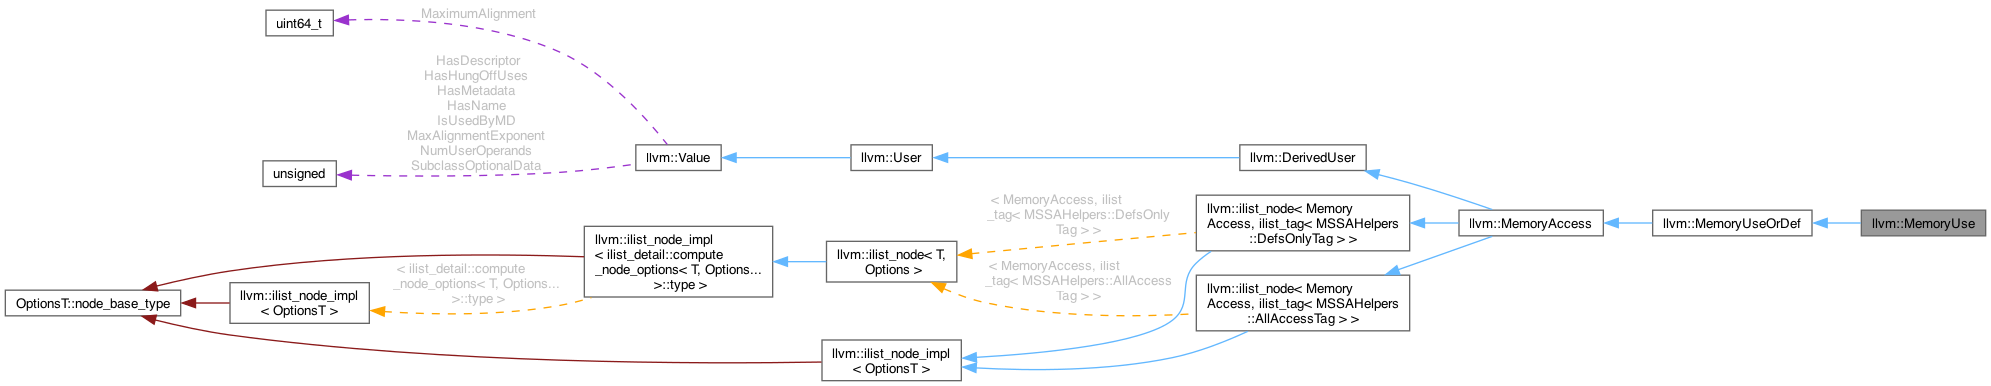 uint64_t
MaximumAlignment
HasDescriptor
HasHungOffUses
HasMetadata
HasName
IsUsedByMD
MaxAlignmentExponent
NumUserOperands
SubclassOptionalData
unsigned
llvm::Value
llvm::User
llvm::DerivedUser
< MemoryAccess, ilist
_tag< MSSAHelpers::DefsOnly
Tag > >
llvm::ilist_node< Memory
Access, ilist_tag< MSSAHelpers
::DefsOnlyTag > >
llvm::MemoryAccess
llvm::MemoryUseOrDef
llvm::MemoryUse
llvm::ilist_node_impl
< ilist_detail::compute
_node_options< T, Options...
>::type >
llvm::ilist_node< T,
Options >
< MemoryAccess, ilist
_tag< MSSAHelpers::AllAccess
Tag > >
llvm::ilist_node< Memory
Access, ilist_tag< MSSAHelpers
::AllAccessTag > >
< ilist_detail::compute
_node_options< T, Options...
>::type >
OptionsT::node_base_type
llvm::ilist_node_impl
< OptionsT >
llvm::ilist_node_impl
< OptionsT >